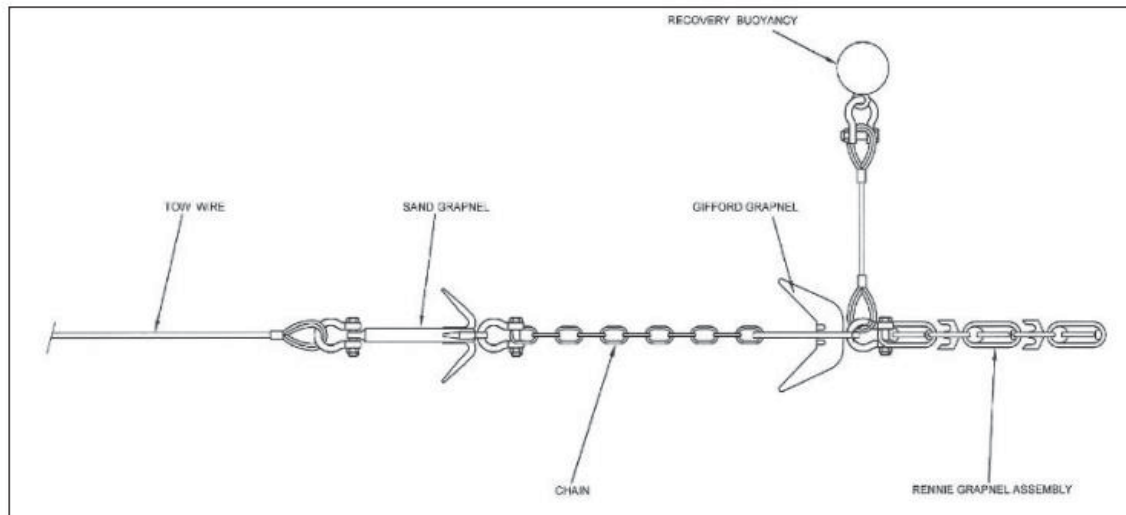 RECOVERY BUOYANCY
TOW WIRE
SAND GRAPNEL
GIFFORD GRAPNEL
CHAIN
RENNIE GRAPNEL ASSEMBLY